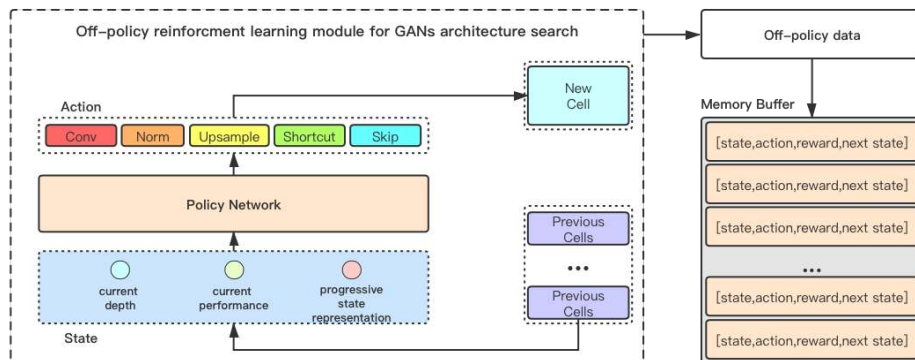 Off-policy reinforcment learning module for GANs architecture search
Off-policy data
New
Cell
Action
Conv
Norm
Upsample
Shortcut
Skip
Memory Buffer
[state,action,reward,next state]
[state,action,reward,next state]
[state,action,reward,next state]
...
[state,action,reward,next state]
[state,action,reward,next state]
Policy Network
Previous
Cells
...
Previous
Cells
current
depth
current
performance
progressive
state
representation
State